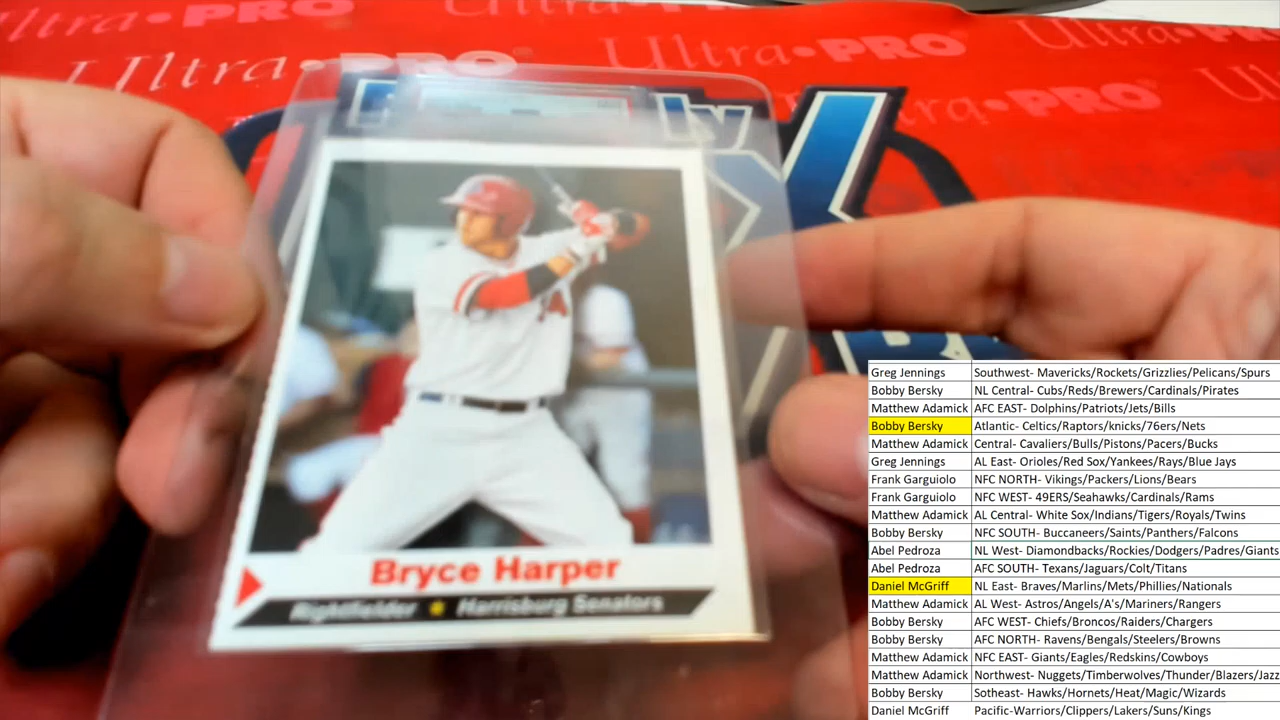 Ultra•PRO Ultra•PRO Ultra•PRO
Ultra•PRO Ultra•PRO
ly
Bryce Harper
Rightfielder ★ Harrisburg Senators
Greg Jennings Southwest- Mavericks/Rockets/Grizzlies/Pelicans/Spurs
Bobby Bersky NL Central- Cubs/Reds/Brewers/Cardinals/Pirates
Matthew Adamick AFC EAST- Dolphins/Patriots/Jets/Bills
Bobby Bersky Atlantic- Celtics/Raptors/knicks/76ers/Nets
Matthew Adamick Central- Cavaliers/Bulls/Pistons/Pacers/Bucks
Greg Jennings AL East- Orioles/Red Sox/Yankees/Rays/Blue Jays
Frank Garguiolo NFC NORTH- Vikings/Packers/Lions/Bears
Frank Garguiolo NFC WEST- 49ERS/Seahawks/Cardinals/Rams
Matthew Adamick AL Central- White Sox/Indians/Tigers/Royals/Twins
Bobby Bersky NFC SOUTH- Buccaneers/Saints/Panthers/Falcons
Abel Pedroza NL West- Diamondbacks/Rockies/Dodgers/Padres/Giants
Abel Pedroza AFC SOUTH- Texans/Jaguars/Colt/Titans
Daniel McGriff NL East- Braves/Marlins/Mets/Phillies/Nationals
Matthew Adamick AL West- Astros/Angels/A's/Mariners/Rangers
Bobby Bersky AFC WEST- Chiefs/Broncos/Raiders/Chargers
Bobby Bersky AFC NORTH- Ravens/Bengals/Steelers/Browns
Matthew Adamick NFC EAST- Giants/Eagles/Redskins/Cowboys
Matthew Adamick Northwest- Nuggets/Timberwolves/Thunder/Blazers/Jazz
Bobby Bersky Sotheast- Hawks/Hornets/Heat/Magic/Wizards
Daniel McGriff Pacific-Warriors/Clippers/Lakers/Suns/Kings